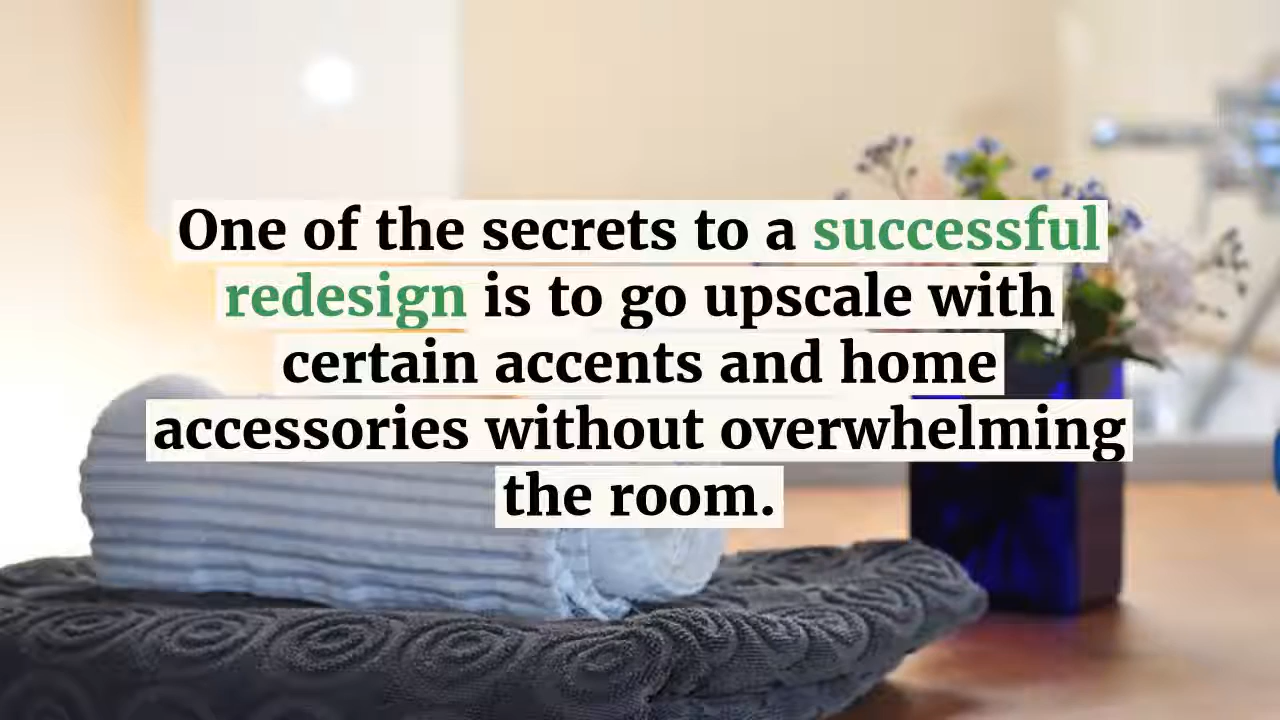 One of the secrets to a successful
redesign is to go upscale with
certain accents and home
accessories without overwhelming
the room.